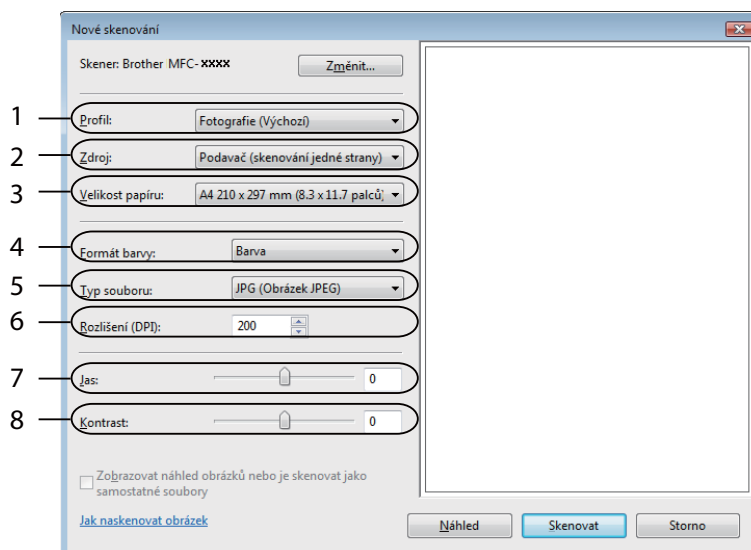 Nové skenování
Skener: Brother MFC-xxxx Změnit...
1 Profil: Fotografie (Výchozí)
2 Zdroj: Podavač (skenování jedné strany)
3 Velikost papíru: A4 210 x 297 mm (8.3 x 11.7 palců)
4 Formát barvy: Barva
5 Typ souboru: JPG (Obrázek JPEG)
6 Rozlišení (DPI): 200
7 Jas: 0
8 Kontrast: 0
Zobrazovat náhled obrázků nebo je skenovat jako
samostatné soubory
Jak naskenovat obrázek Náhled Skenovat Storno